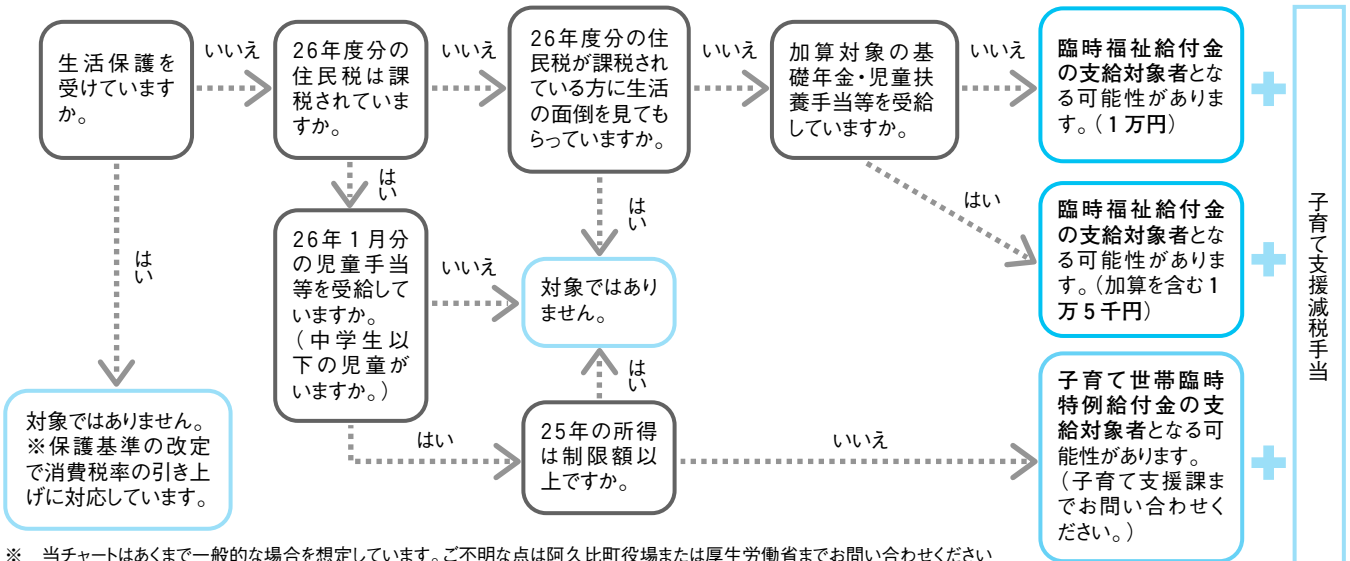 生活保護を
受けています
か。
いいえ
26年度分の
住民税は課
税されていま
すか。
いいえ
26年度分の住
民税が課税され
ている方に生活
の面倒を見ても
らっていますか。
いいえ
加算対象の基
礎年金・児童扶
養手当等を受給
していますか。
いいえ
臨時福祉給付金
の支給対象者とな
る可能性がありま
す。（１万円）
はい
はい
はい
はい
臨時福祉給付金
の支給対象者とな
る可能性がありま
す。（加算を含む１
万５千円）
26年１月分
の児童手当
等を受給して
いますか。
（中学生以
下の児童が
いますか。）
いいえ
対象ではあり
ません。
はい
対象ではありません。
※保護基準の改定
で消費税率の引き上
げに対応しています。
はい
25年の所得
は制限額以
上ですか。
いいえ
子育て世帯臨時
特例給付金の支
給対象者となる可
能性があります。
（子育て支援課ま
でお問い合わせく
ださい。）
子育て支援減税手当
※　当チャートはあくまで一般的な場合を想定しています。ご不明な点は阿久比町役場または厚生労働省までお問い合わせください